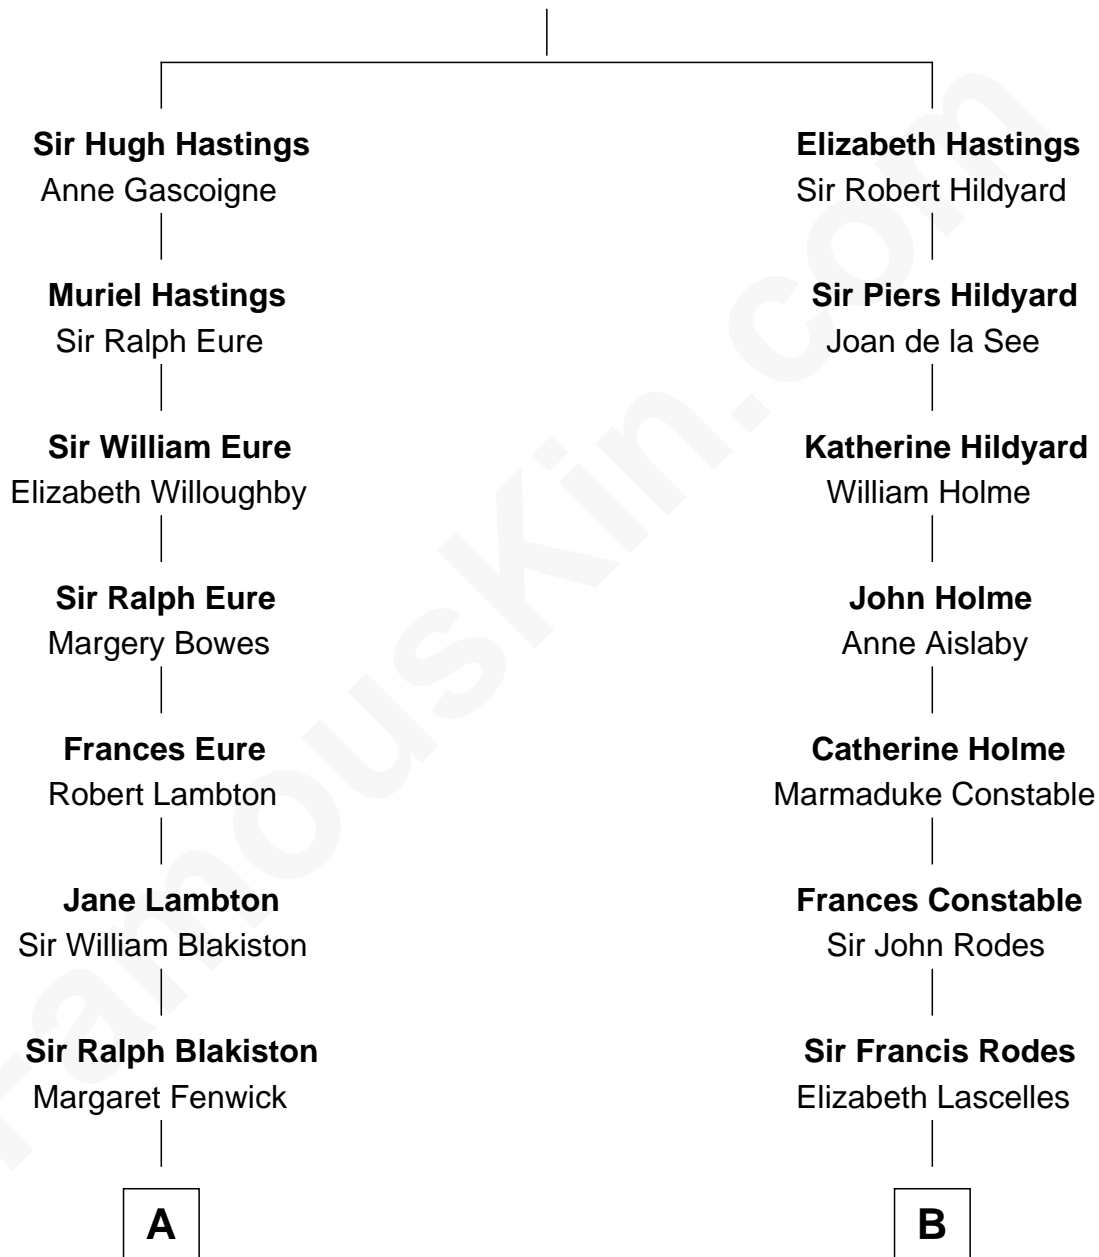 Sir Hugh Hastings
Anne Gascoigne
Elizabeth Hastings
Sir Robert Hildyard
Muriel Hastings
Sir Ralph Eure
Sir Piers Hildyard
Joan de la See
Sir William Eure
Elizabeth Willoughby
Katherine Hildyard
William Holme
Sir Ralph Eure
Margery Bowes
John Holme
Anne Aislaby
Frances Eure
Robert Lambton
Catherine Holme
Marmaduke Constable
Jane Lambton
Sir William Blakiston
Frances Constable
Sir John Rodes
Sir Ralph Blakiston
Margaret Fenwick
Sir Francis Rodes
Elizabeth Lascelles
A
B
FamousKin.com